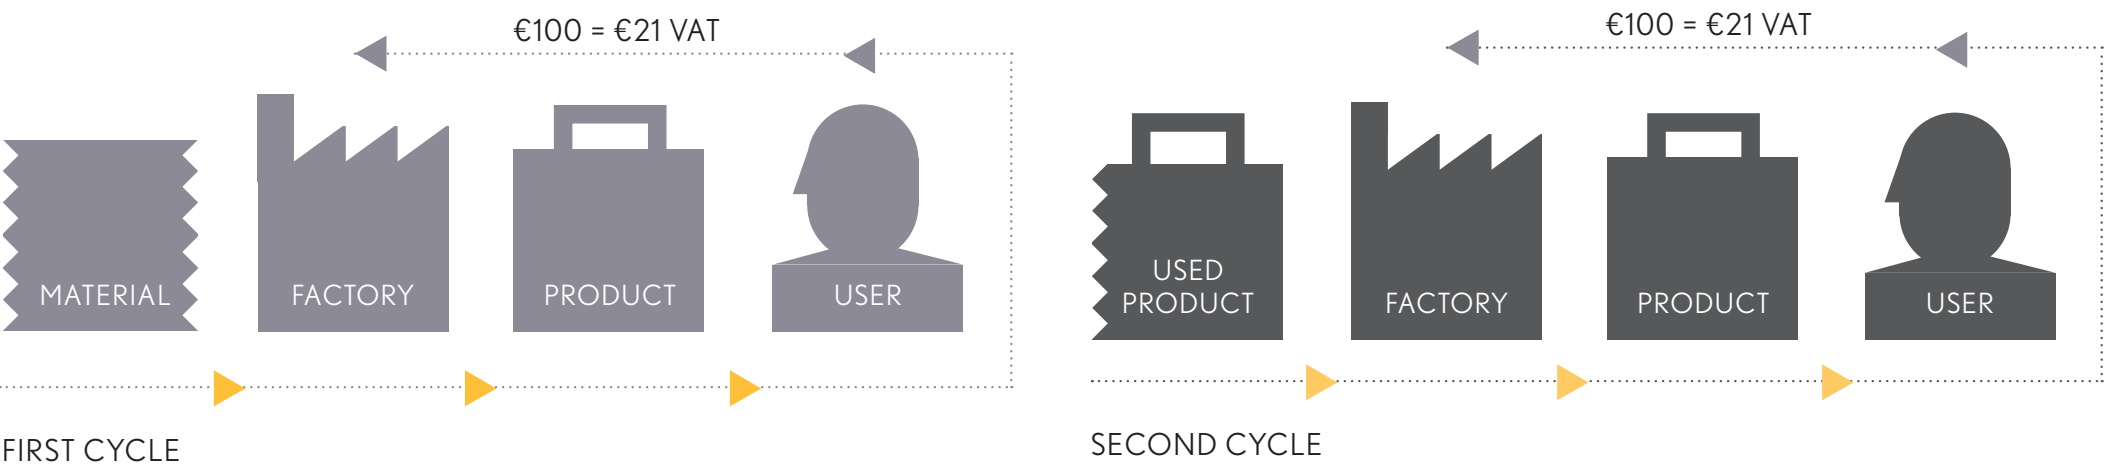 €100 = €21 VAT
MATERIAL
FACTORY
PRODUCT
USER
FIRST CYCLE
€100 = €21 VAT
USED
PRODUCT
FACTORY
PRODUCT
USER
SECOND CYCLE